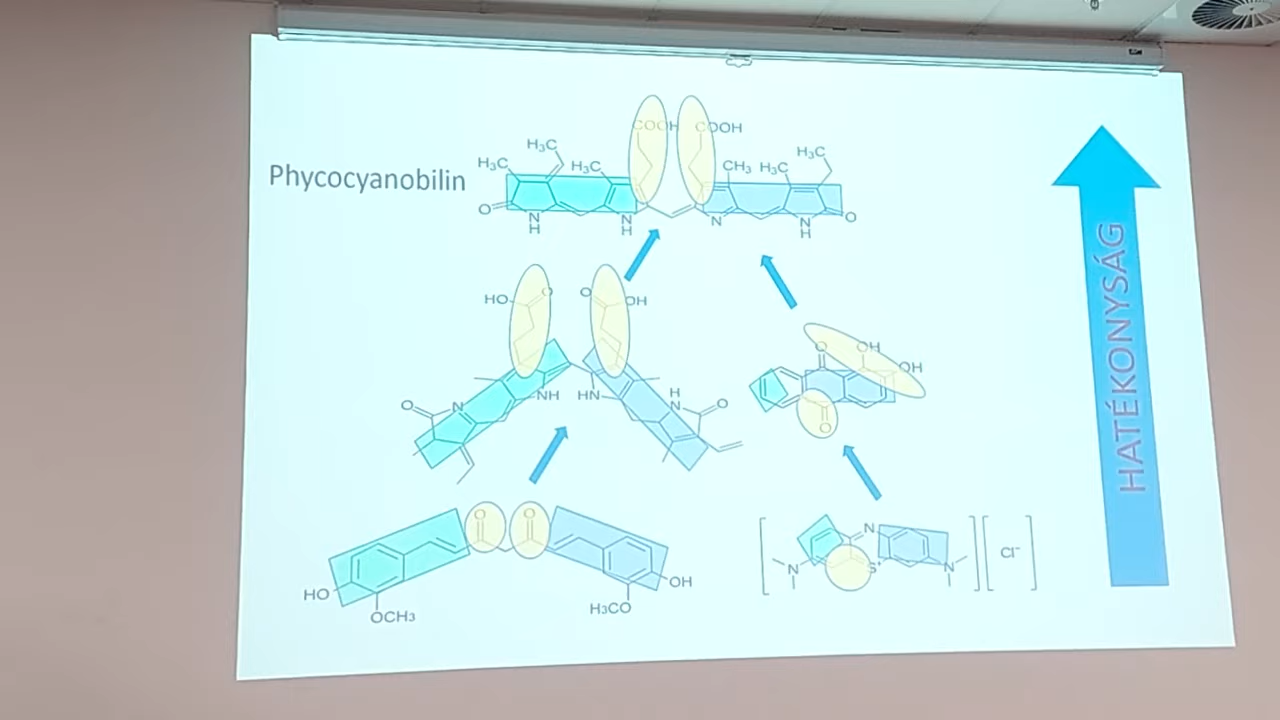 COOH COOH
H₃C H₃C
H₃C H₃C CH₃ H₃C
Phycocyanobilin
O N H N H N N H O
HO O O OH
O OH OH
O N NH HN H N O
O
HATÉKONYSÁG
O O
N Cl⁻
N S⁺ N
HO OH
OCH₃ H₃CO